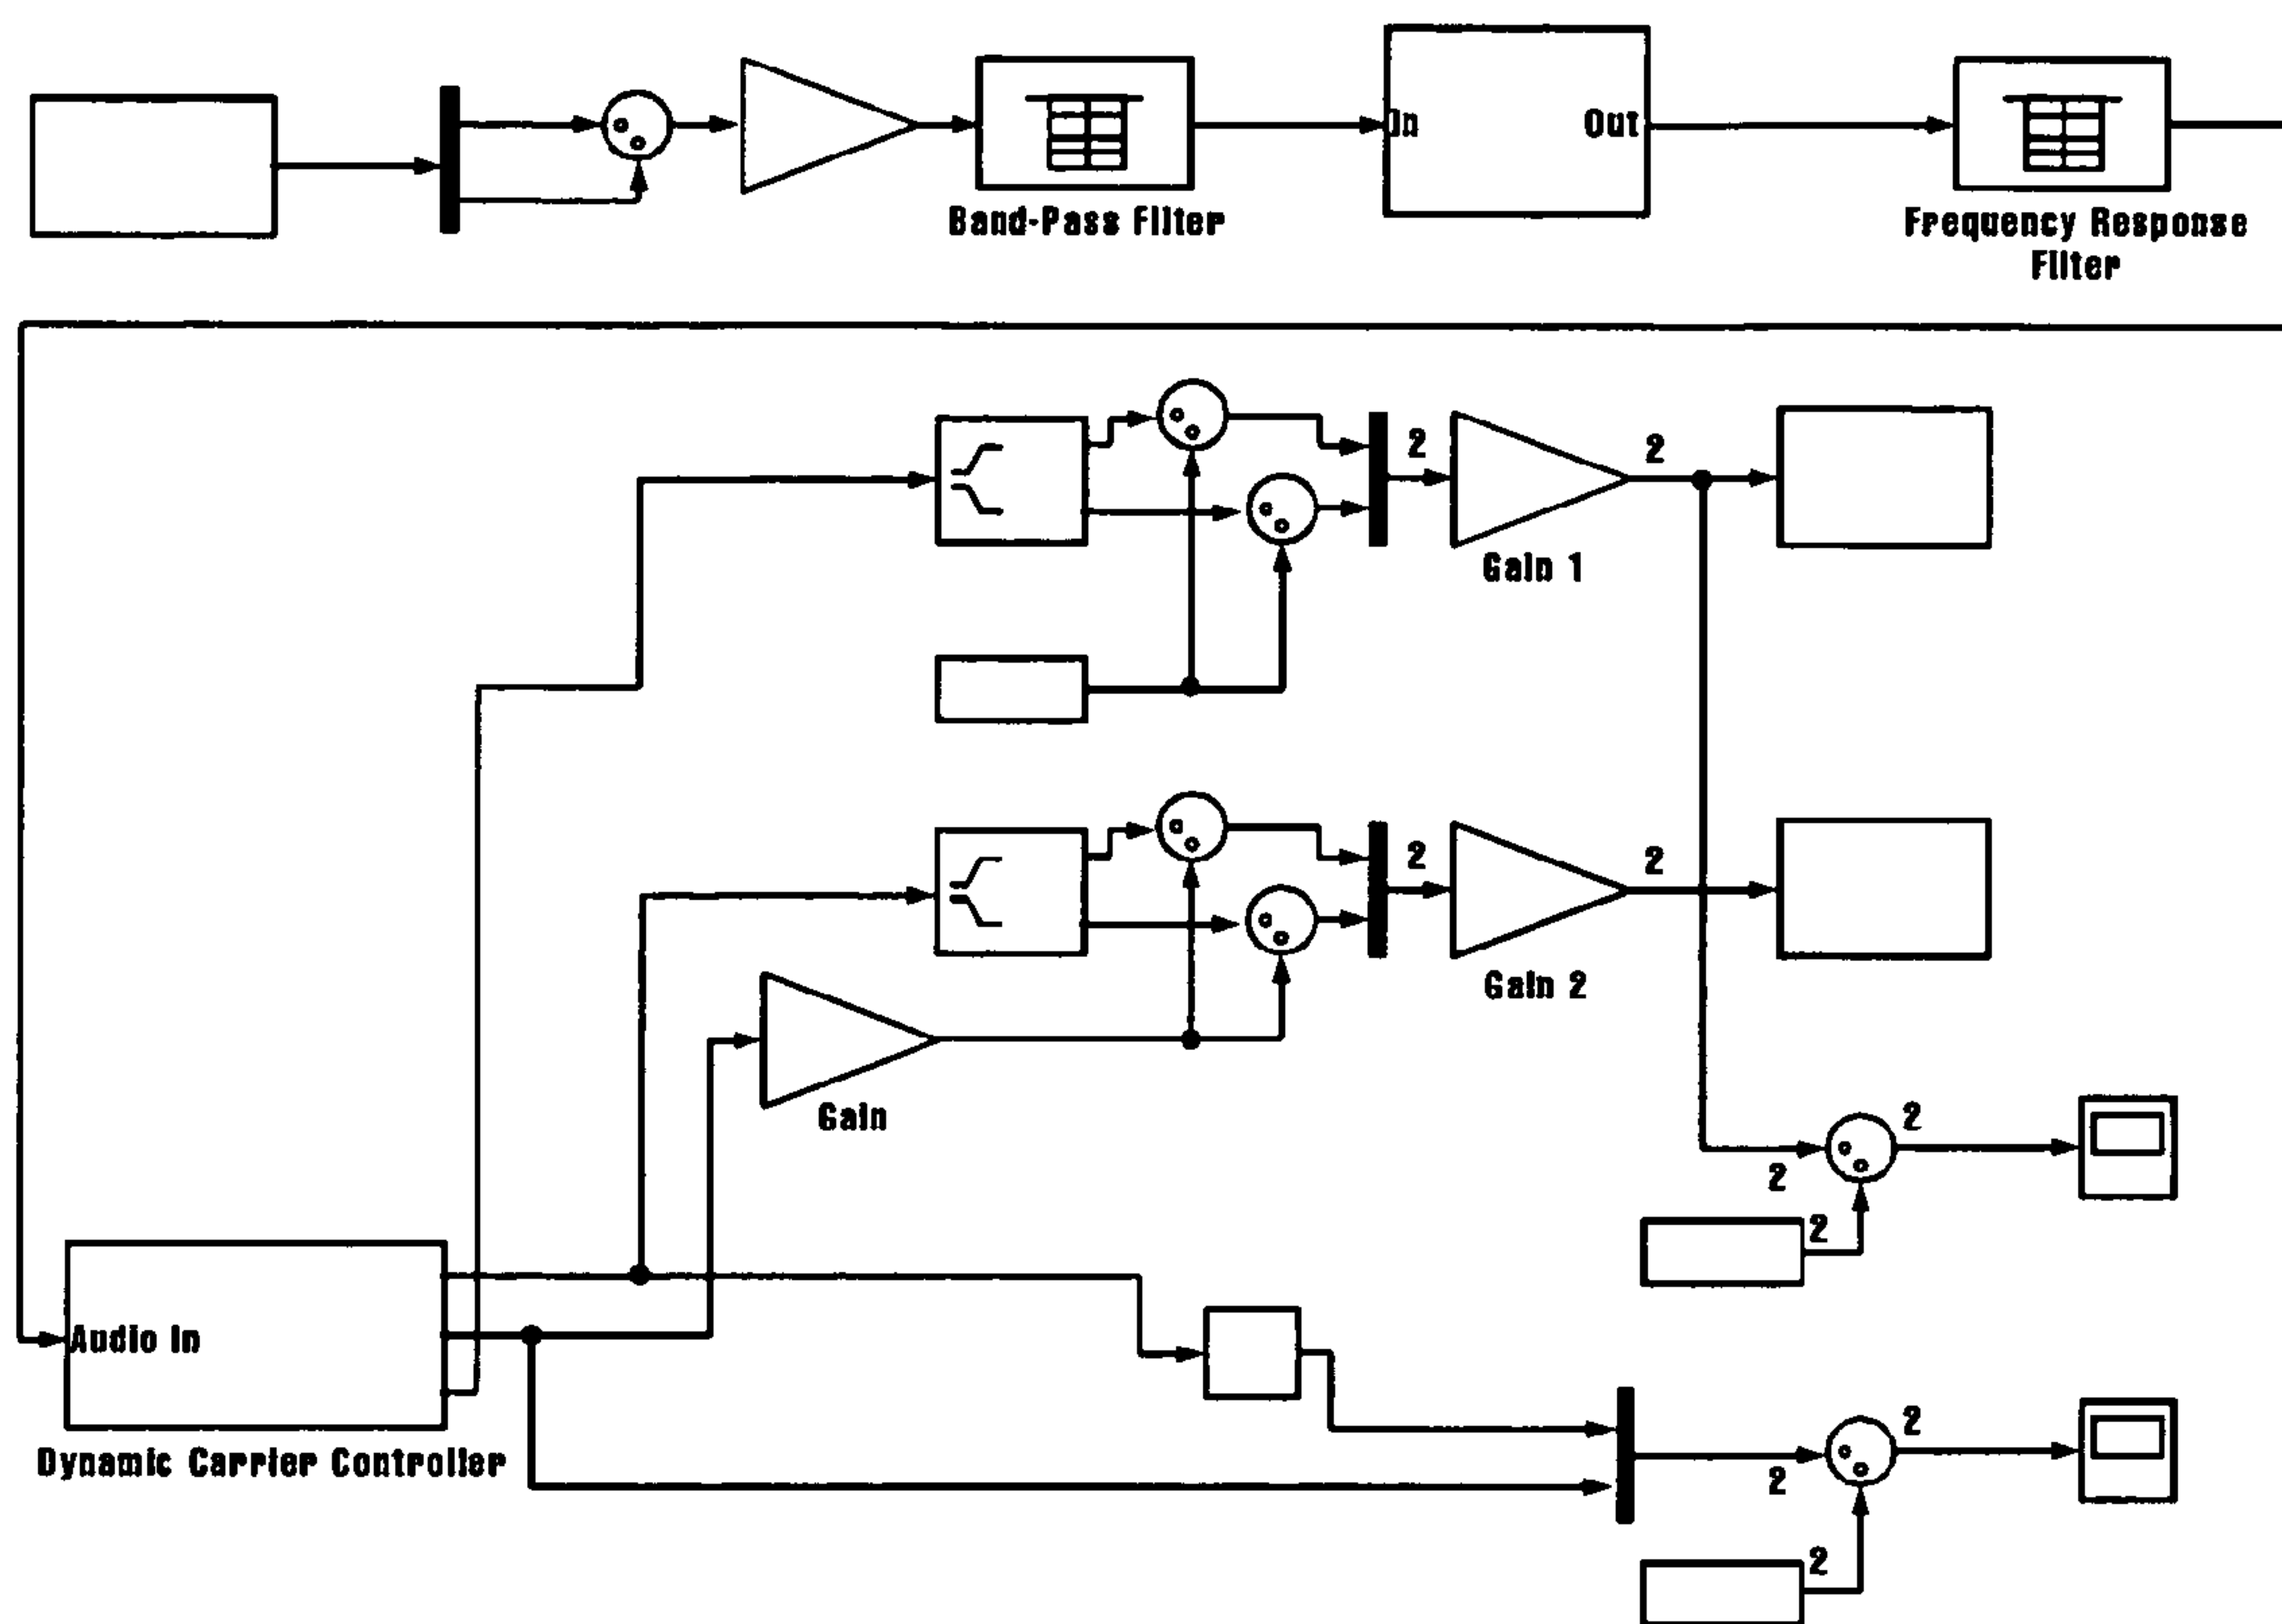 In
Out
Band-Pass Filter
Frequency Response
Filter
2
2
Gain 1
2
2
Gain 2
Gain
2
2
2
Audio In
Dynamic Carrier Controller
2
2
2